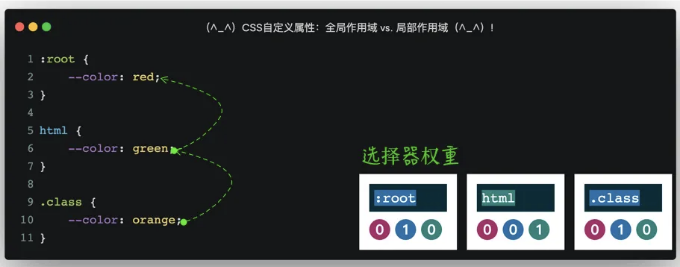 (^_^) CSS自定义属性：全局作用域 vs. 局部作用域 (^_^) !
1 :root {
2     --color: red;
3 }
4
5 html {
6     --color: green;
7 }
8
9 .class {
10     --color: orange;
11 }
选择器权重
:root html .class
0 1 0 0 0 1 0 1 0